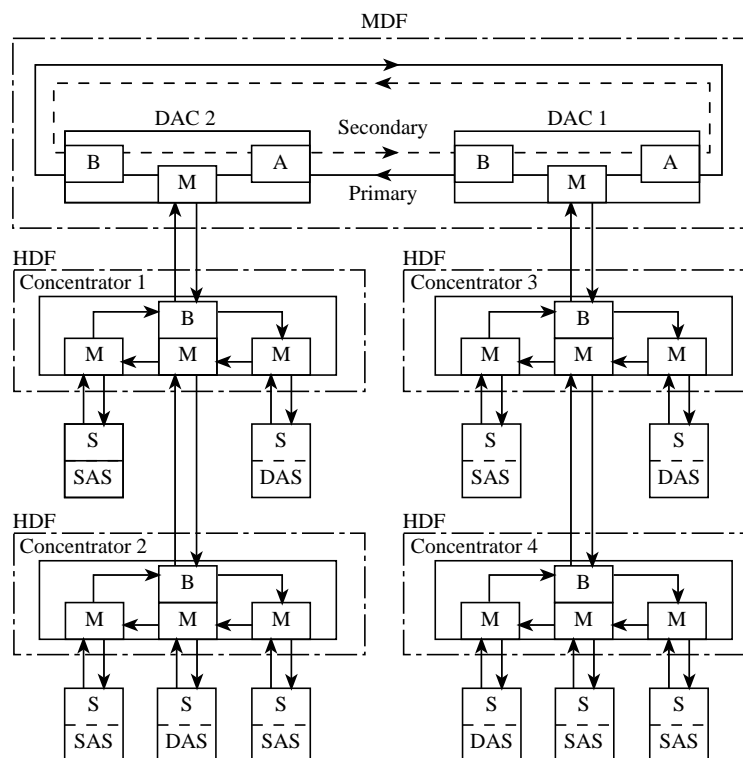 MDF
DAC 2
Secondary
DAC 1
B
A
B
A
M
Primary
M
HDF
HDF
Concentrator 1
Concentrator 3
B
B
M
M
M
M
M
M
S
S
S
S
SAS
DAS
SAS
DAS
HDF
HDF
Concentrator 2
Concentrator 4
B
B
M
M
M
M
M
M
S
S
S
S
S
S
SAS
DAS
SAS
DAS
SAS
SAS